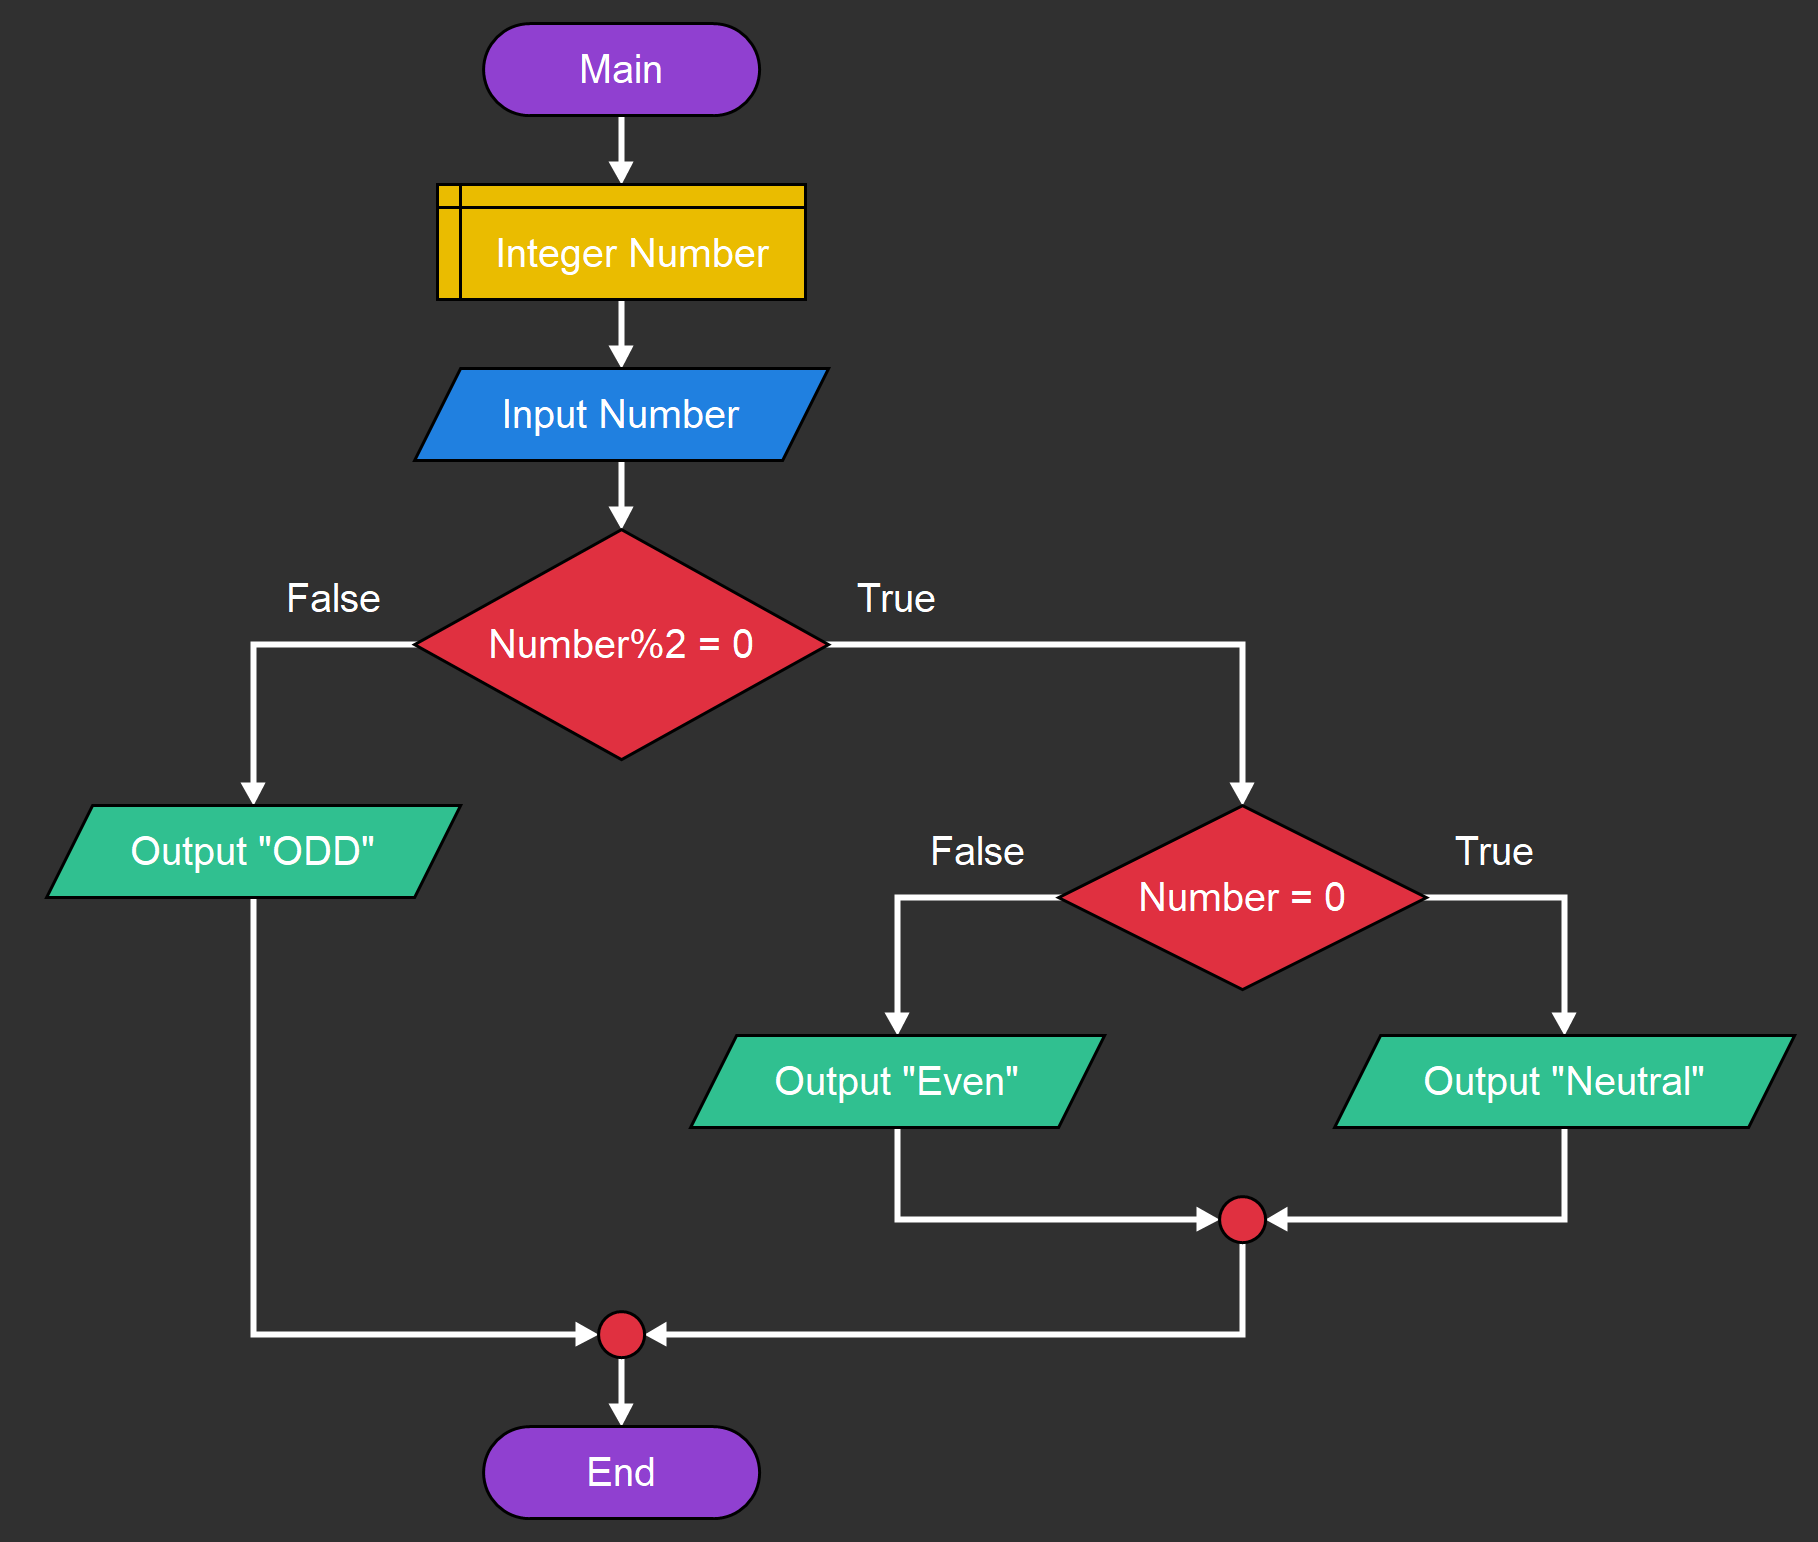 Main
Integer Number
Input Number
False
True
Number%2 = 0
Output "ODD"
False
True
Number = 0
Output "Even"
Output "Neutral"
End